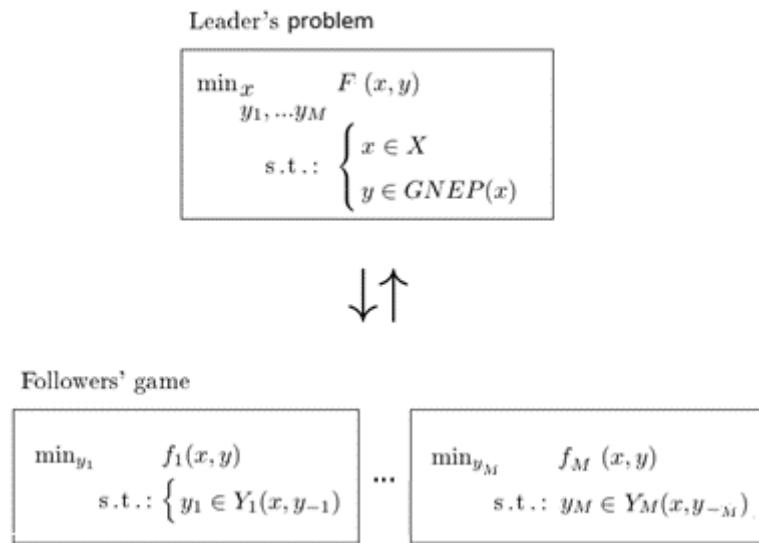 Leader's problem
min_x F (x, y)
y_1, ...y_M
s.t.: { x ∈ X
y ∈ GNEP(x)
↓↑
Followers' game
min_{y_1} f_1(x, y)
s.t.: { y_1 ∈ Y_1(x, y_{-1})
...
min_{y_M} f_M (x, y)
s.t.: y_M ∈ Y_M(x, y_{-M})